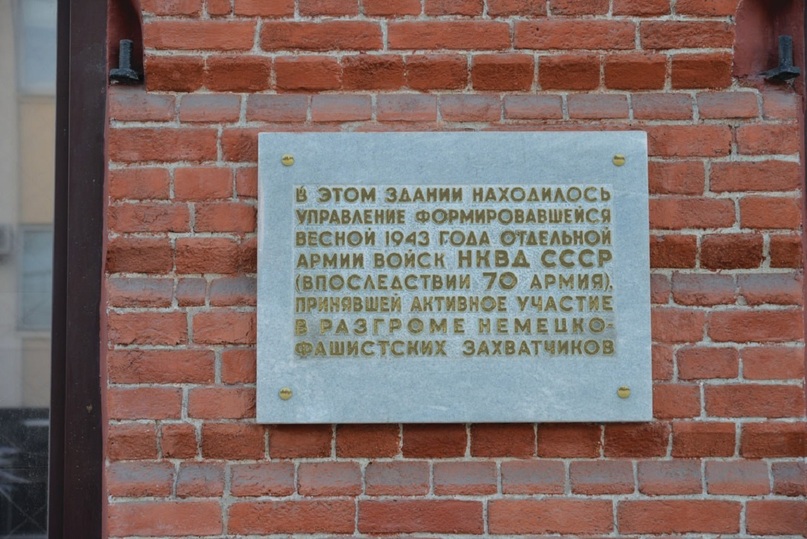 В ЭТОМ ЗДАНИИ НАХОДИЛОСЬ
УПРАВЛЕНИЕ ФОРМИРОВАВШЕЙСЯ
ВЕСНОЙ 1943 ГОДА ОТДЕЛЬНОЙ
АРМИИ ВОЙСК НКВД СССР
(ВПОСЛЕДСТВИИ 70 АРМИЯ),
ПРИНЯВШЕЙ АКТИВНОЕ УЧАСТИЕ
В РАЗГРОМЕ НЕМЕЦКО-
ФАШИСТСКИХ ЗАХВАТЧИКОВ